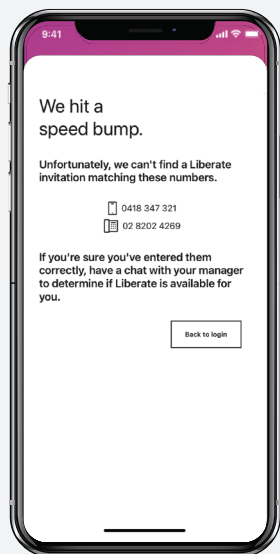 9:41
We hit a
speed bump.
Unfortunately, we can't find a Liberate
invitation matching these numbers.
0418 347 321
02 8202 4269
If you're sure you've entered them
correctly, have a chat with your manager
to determine if Liberate is available for
you.
Back to login